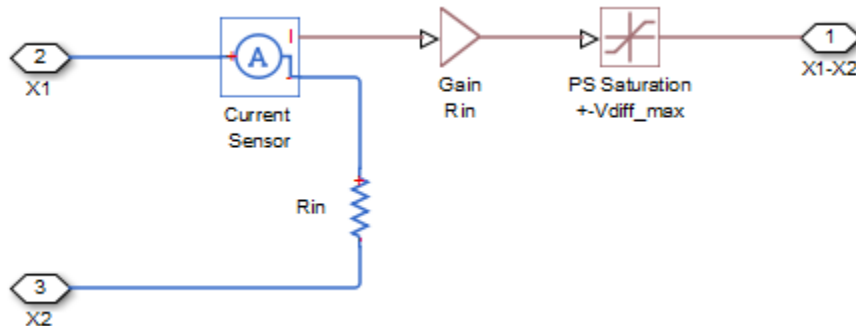 2
X1
A
I
Current
Sensor
Gain
Rin
PS Saturation
+-Vdiff_max
1
X1-X2
Rin
3
X2